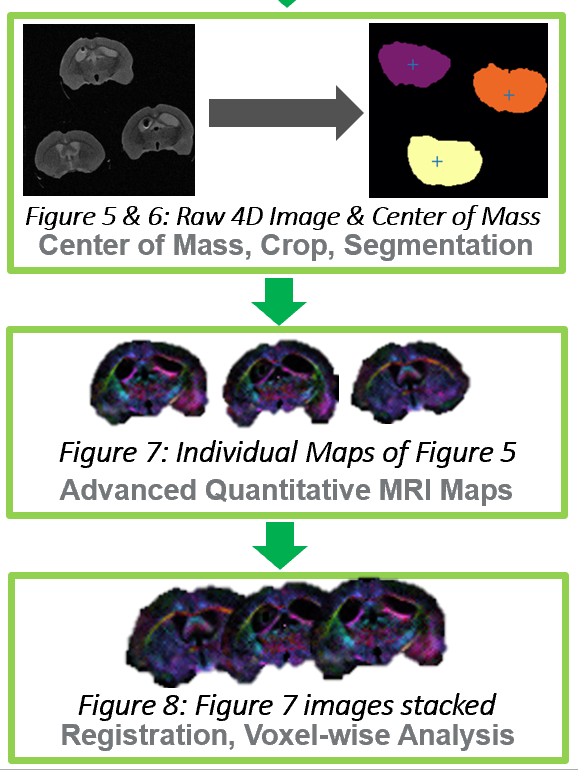 Figure 5 & 6: Raw 4D Image & Center of Mass
Center of Mass, Crop, Segmentation
Figure 7: Individual Maps of Figure 5
Advanced Quantitative MRI Maps
Figure 8: Figure 7 images stacked
Registration, Voxel-wise Analysis